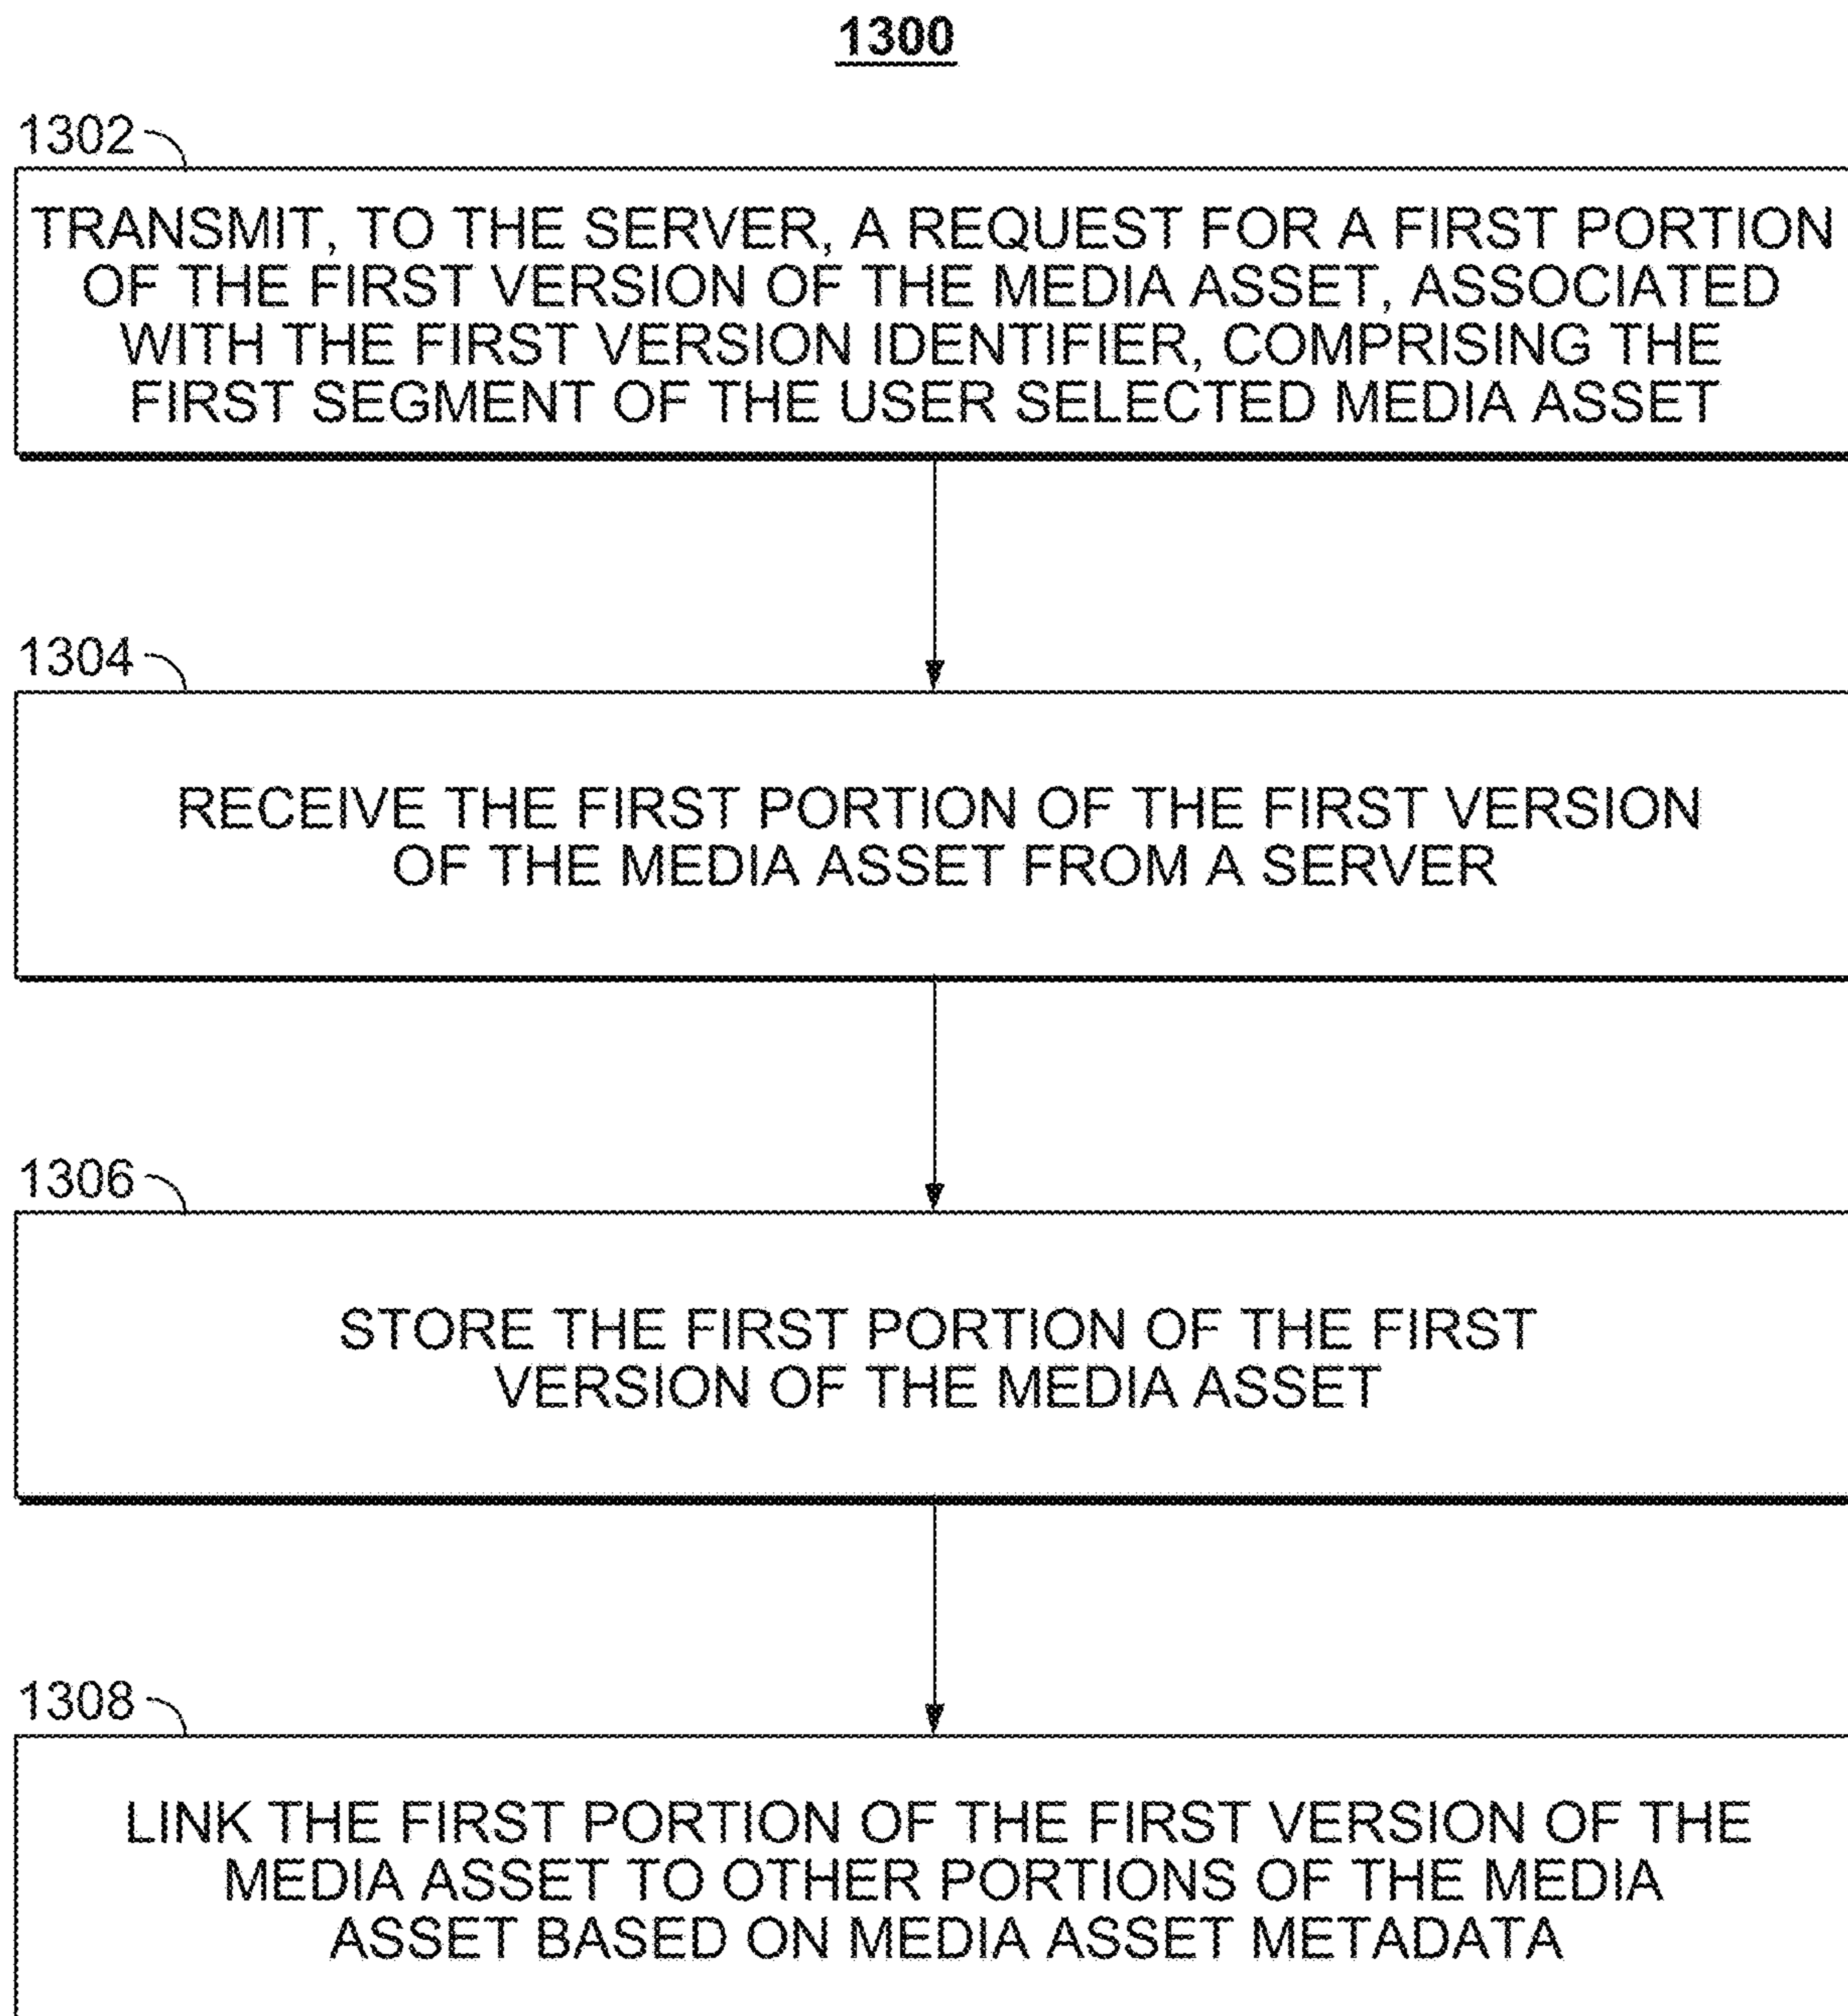 1300
1302
TRANSMIT, TO THE SERVER, A REQUEST FOR A FIRST PORTION
OF THE FIRST VERSION OF THE MEDIA ASSET, ASSOCIATED
WITH THE FIRST VERSION IDENTIFIER, COMPRISING THE
FIRST SEGMENT OF THE USER SELECTED MEDIA ASSET
1304
RECEIVE THE FIRST PORTION OF THE FIRST VERSION
OF THE MEDIA ASSET FROM A SERVER
1306
STORE THE FIRST PORTION OF THE FIRST
VERSION OF THE MEDIA ASSET
1308
LINK THE FIRST PORTION OF THE FIRST VERSION OF THE
MEDIA ASSET TO OTHER PORTIONS OF THE MEDIA
ASSET BASED ON MEDIA ASSET METADATA